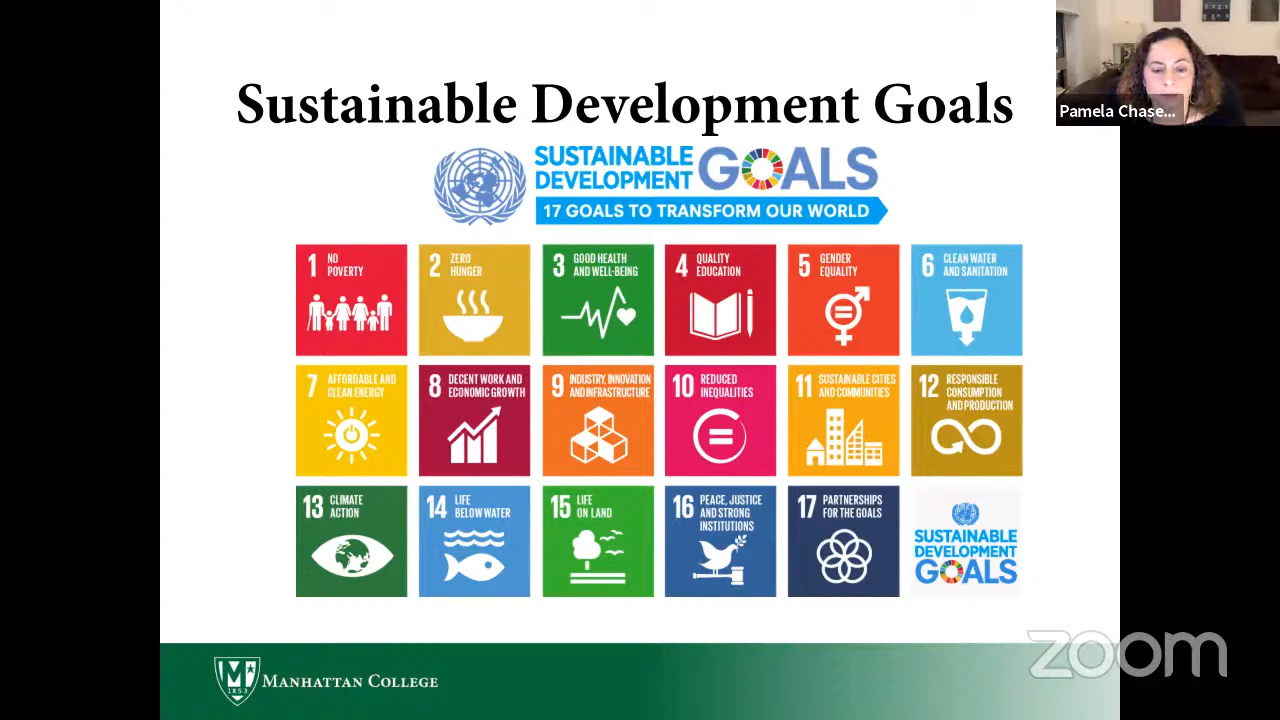 Sustainable Development Goals
Pamela Chase...
SUSTAINABLE
DEVELOPMENT
GOALS
17 GOALS TO TRANSFORM OUR WORLD
1 NO
POVERTY
2 ZERO
HUNGER
3 GOOD HEALTH
AND WELL-BEING
4 QUALITY
EDUCATION
5 GENDER
EQUALITY
6 CLEAN WATER
AND SANITATION
7 AFFORDABLE AND
CLEAN ENERGY
8 DECENT WORK AND
ECONOMIC GROWTH
9 INDUSTRY, INNOVATION
AND INFRASTRUCTURE
10 REDUCED
INEQUALITIES
11 SUSTAINABLE CITIES
AND COMMUNITIES
12 RESPONSIBLE
CONSUMPTION
AND PRODUCTION
13 CLIMATE
ACTION
14 LIFE
BELOW WATER
15 LIFE
ON LAND
16 PEACE, JUSTICE
AND STRONG
INSTITUTIONS
17 PARTNERSHIPS
FOR THE GOALS
SUSTAINABLE
DEVELOPMENT
GOALS
M
1853
MANHATTAN COLLEGE
zoom